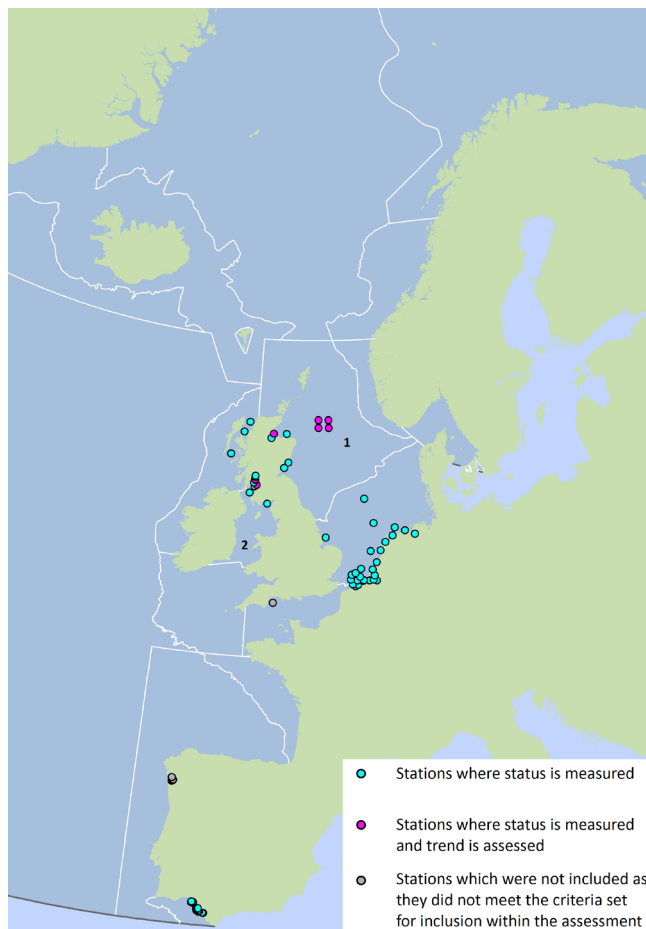 1
2
Stations where status is measured
Stations where status is measured
and trend is assessed
Stations which were not included as
they did not meet the criteria set
for inclusion within the assessment